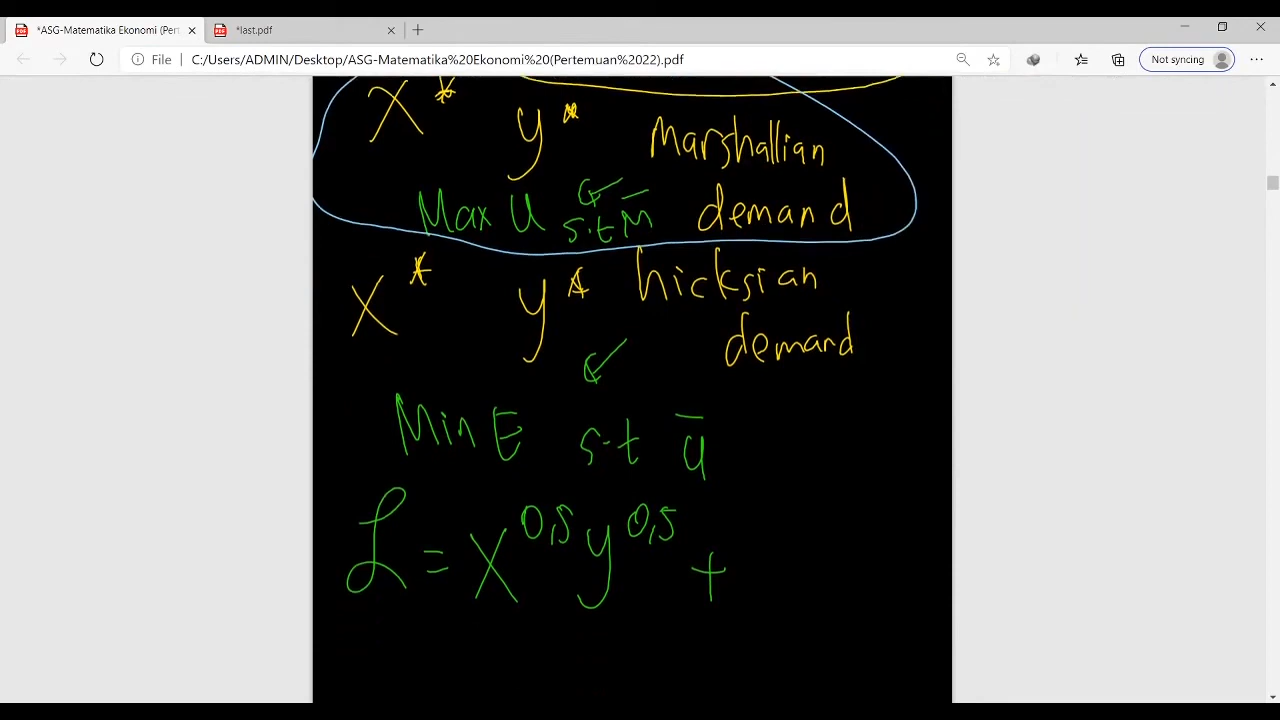 *ASG-Matematika Ekonomi (Pert
*last.pdf
File C:/Users/ADMIN/Desktop/ASG-Matematika%20Ekonomi%20(Pertemuan%2022).pdf
Not syncing
X* y* Marshallian
Max U s.t M̅ demand
X* y* hicksian
demand
Min E s.t u̅
ℒ = X^0,5 y^0,5 +